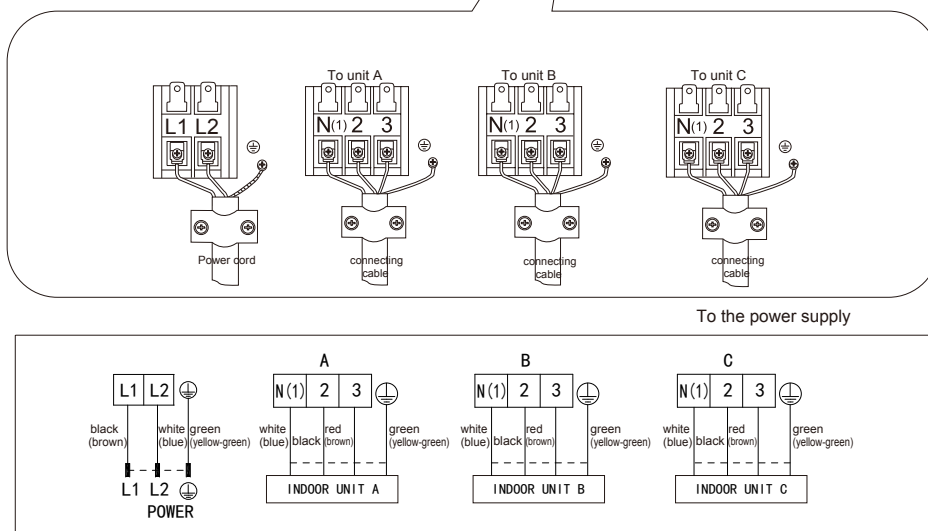 To unit A To unit B To unit C
L1 L2 N(1) 2 3 N(1) 2 3 N(1) 2 3
Power cord connecting cable connecting cable connecting cable
To the power supply
A B C
L1 L2 N(1) 2 3 N(1) 2 3 N(1) 2 3
black (brown) white (blue) green (yellow-green) white (blue) black red (brown) green (yellow-green) white (blue) black red (brown) green (yellow-green) white (blue) black red (brown) green (yellow-green)
L1 L2 INDOOR UNIT A INDOOR UNIT B INDOOR UNIT C
POWER